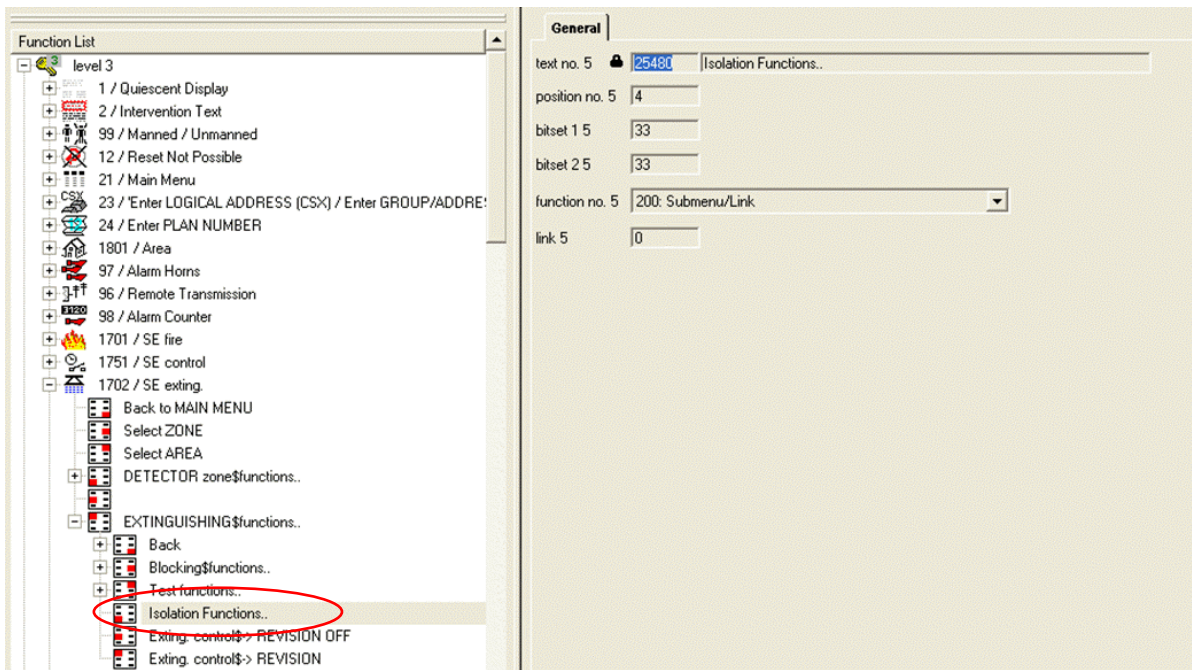 Function List
level 3
1 / Quiescent Display
2 / Intervention Text
99 / Manned / Unmanned
12 / Reset Not Possible
21 / Main Menu
CSX
23 / 'Enter LOGICAL ADDRESS (CSX) / Enter GROUP/ADDRE
24 / Enter PLAN NUMBER
1801 / Area
97 / Alarm Horns
96 / Remote Transmission
3120
98 / Alarm Counter
1701 / SE fire
1751 / SE control
1702 / SE exting.
Back to MAIN MENU
Select ZONE
Select AREA
DETECTOR zone$functions..
EXTINGUISHING$functions..
Back
Blocking$functions..
Test functions..
Isolation Functions..
Exting. control$-> REVISION OFF
Exting. control$-> REVISION
General
text no. 5 25480 Isolation Functions..
position no. 5 4
bitset 1 5 33
bitset 2 5 33
function no. 5 200: Submenu/Link
link 5 0